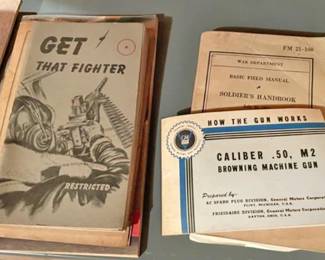 GET
THAT FIGHTER
RESTRICTED
FM 21-100
WAR DEPARTMENT
BASIC FIELD MANUAL
SOLDIER'S HANDBOOK
HOW THE GUN WORKS
CALIBER .50, M2
BROWNING MACHINE GUN
Prepared by:
AC SPARK PLUG DIVISION, General Motors Corporation
FLINT, MICHIGAN, U.S.A.
FRIGIDAIRE DIVISION, General Motors Corporation
DAYTON, OHIO, U.S.A.